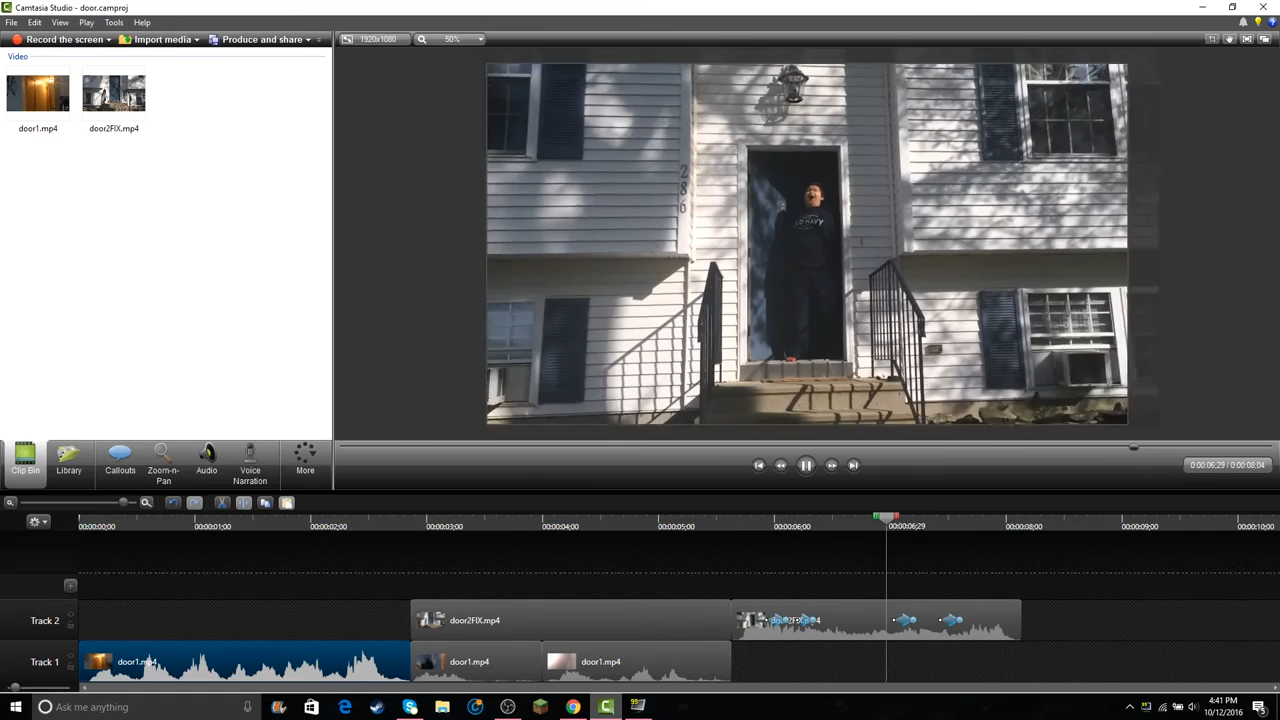 Camtasia Studio - door.camproj
File Edit View Play Tools Help
Record the screen Import media Produce and share
1920x1080 50%
Video
door1.mp4 door2FIX.mp4
286
OLD NAVY
Clip Bin Library Callouts Zoom-n-Pan Audio Voice Narration More
0:00:06;29 / 0:00:08;04
00:00:00;00 00:00:01;00 00:00:02;00 00:00:03;00 00:00:04;00 00:00:05;00 00:00:06;00 00:00:06;29 00:00:08;00 00:00:09;00 00:00:10;00
Track 2 door2FIX.mp4 door2FIX.mp4
Track 1 door1.mp4 door1.mp4 door1.mp4
Ask me anything
4:41 PM
10/12/2016